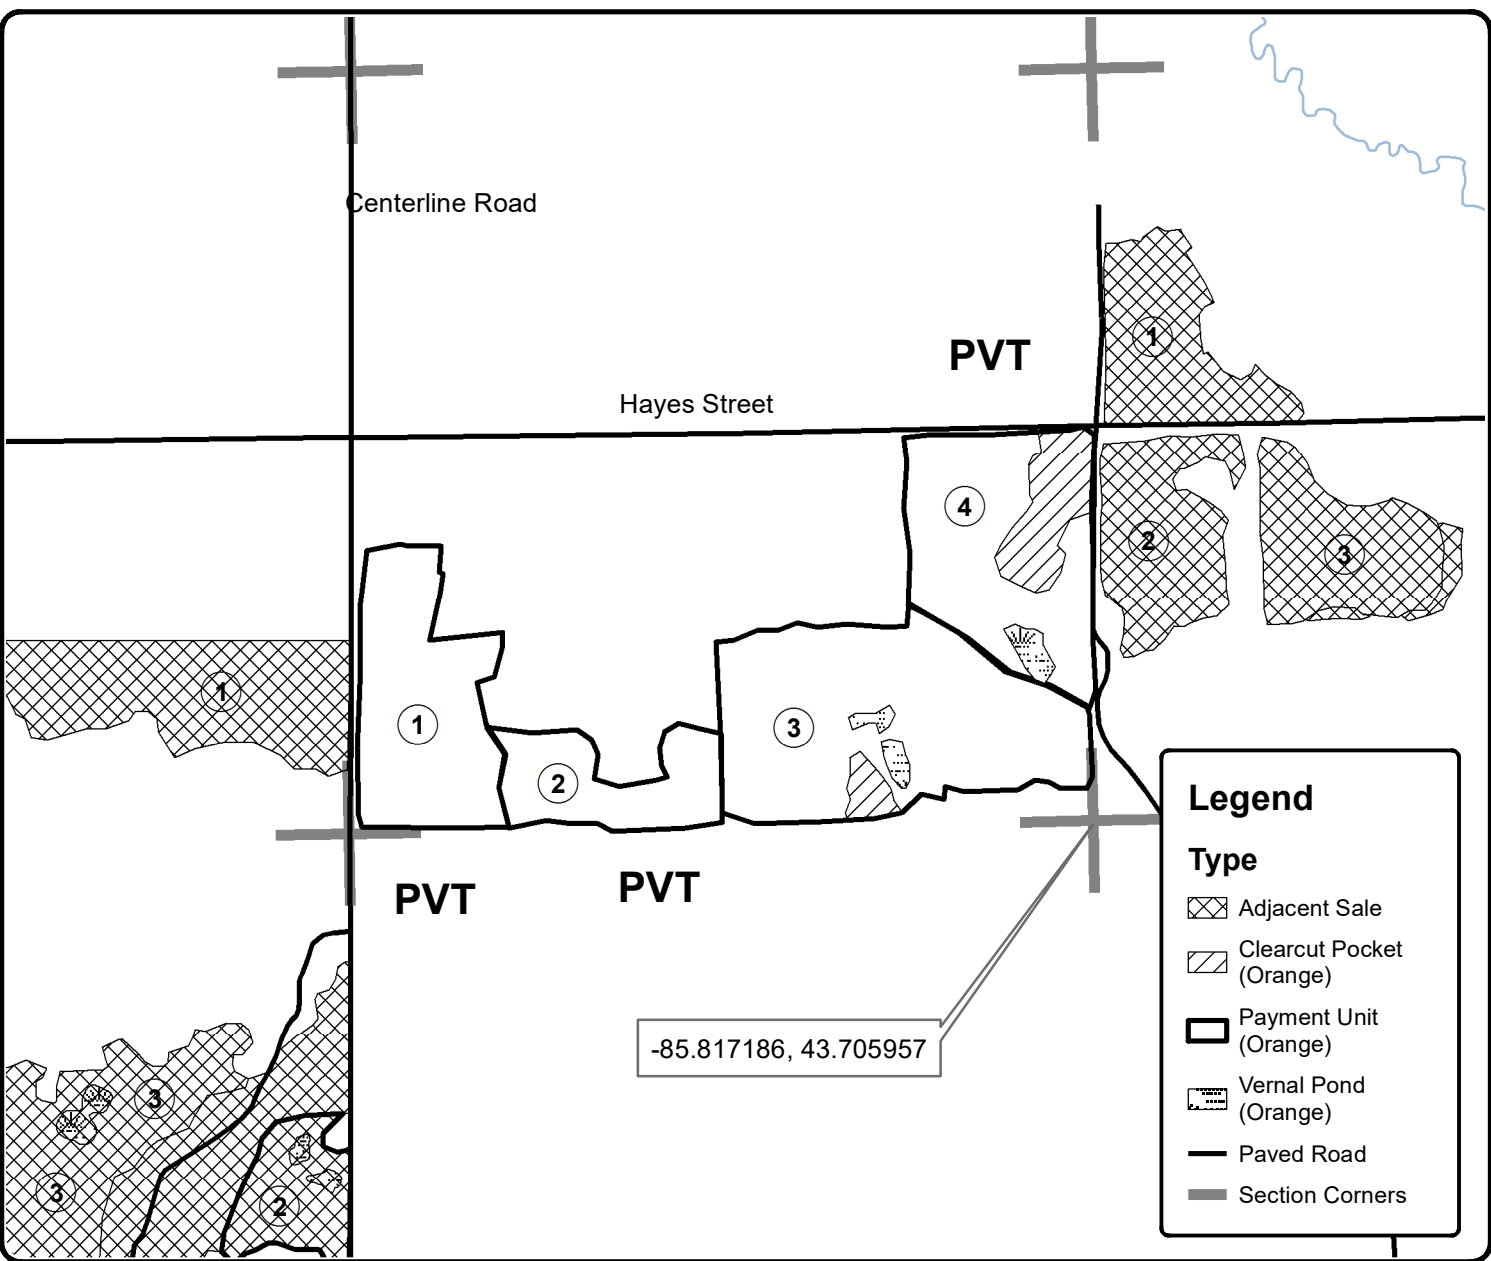 Centerline Road
PVT
1
Hayes Street
4
2
3
1
1
3
2
Legend
Type
PVT
PVT
Adjacent Sale
Clearcut Pocket
(Orange)
Payment Unit
(Orange)
-85.817186, 43.705957
Vernal Pond
(Orange)
3
Paved Road
3
2
Section Corners